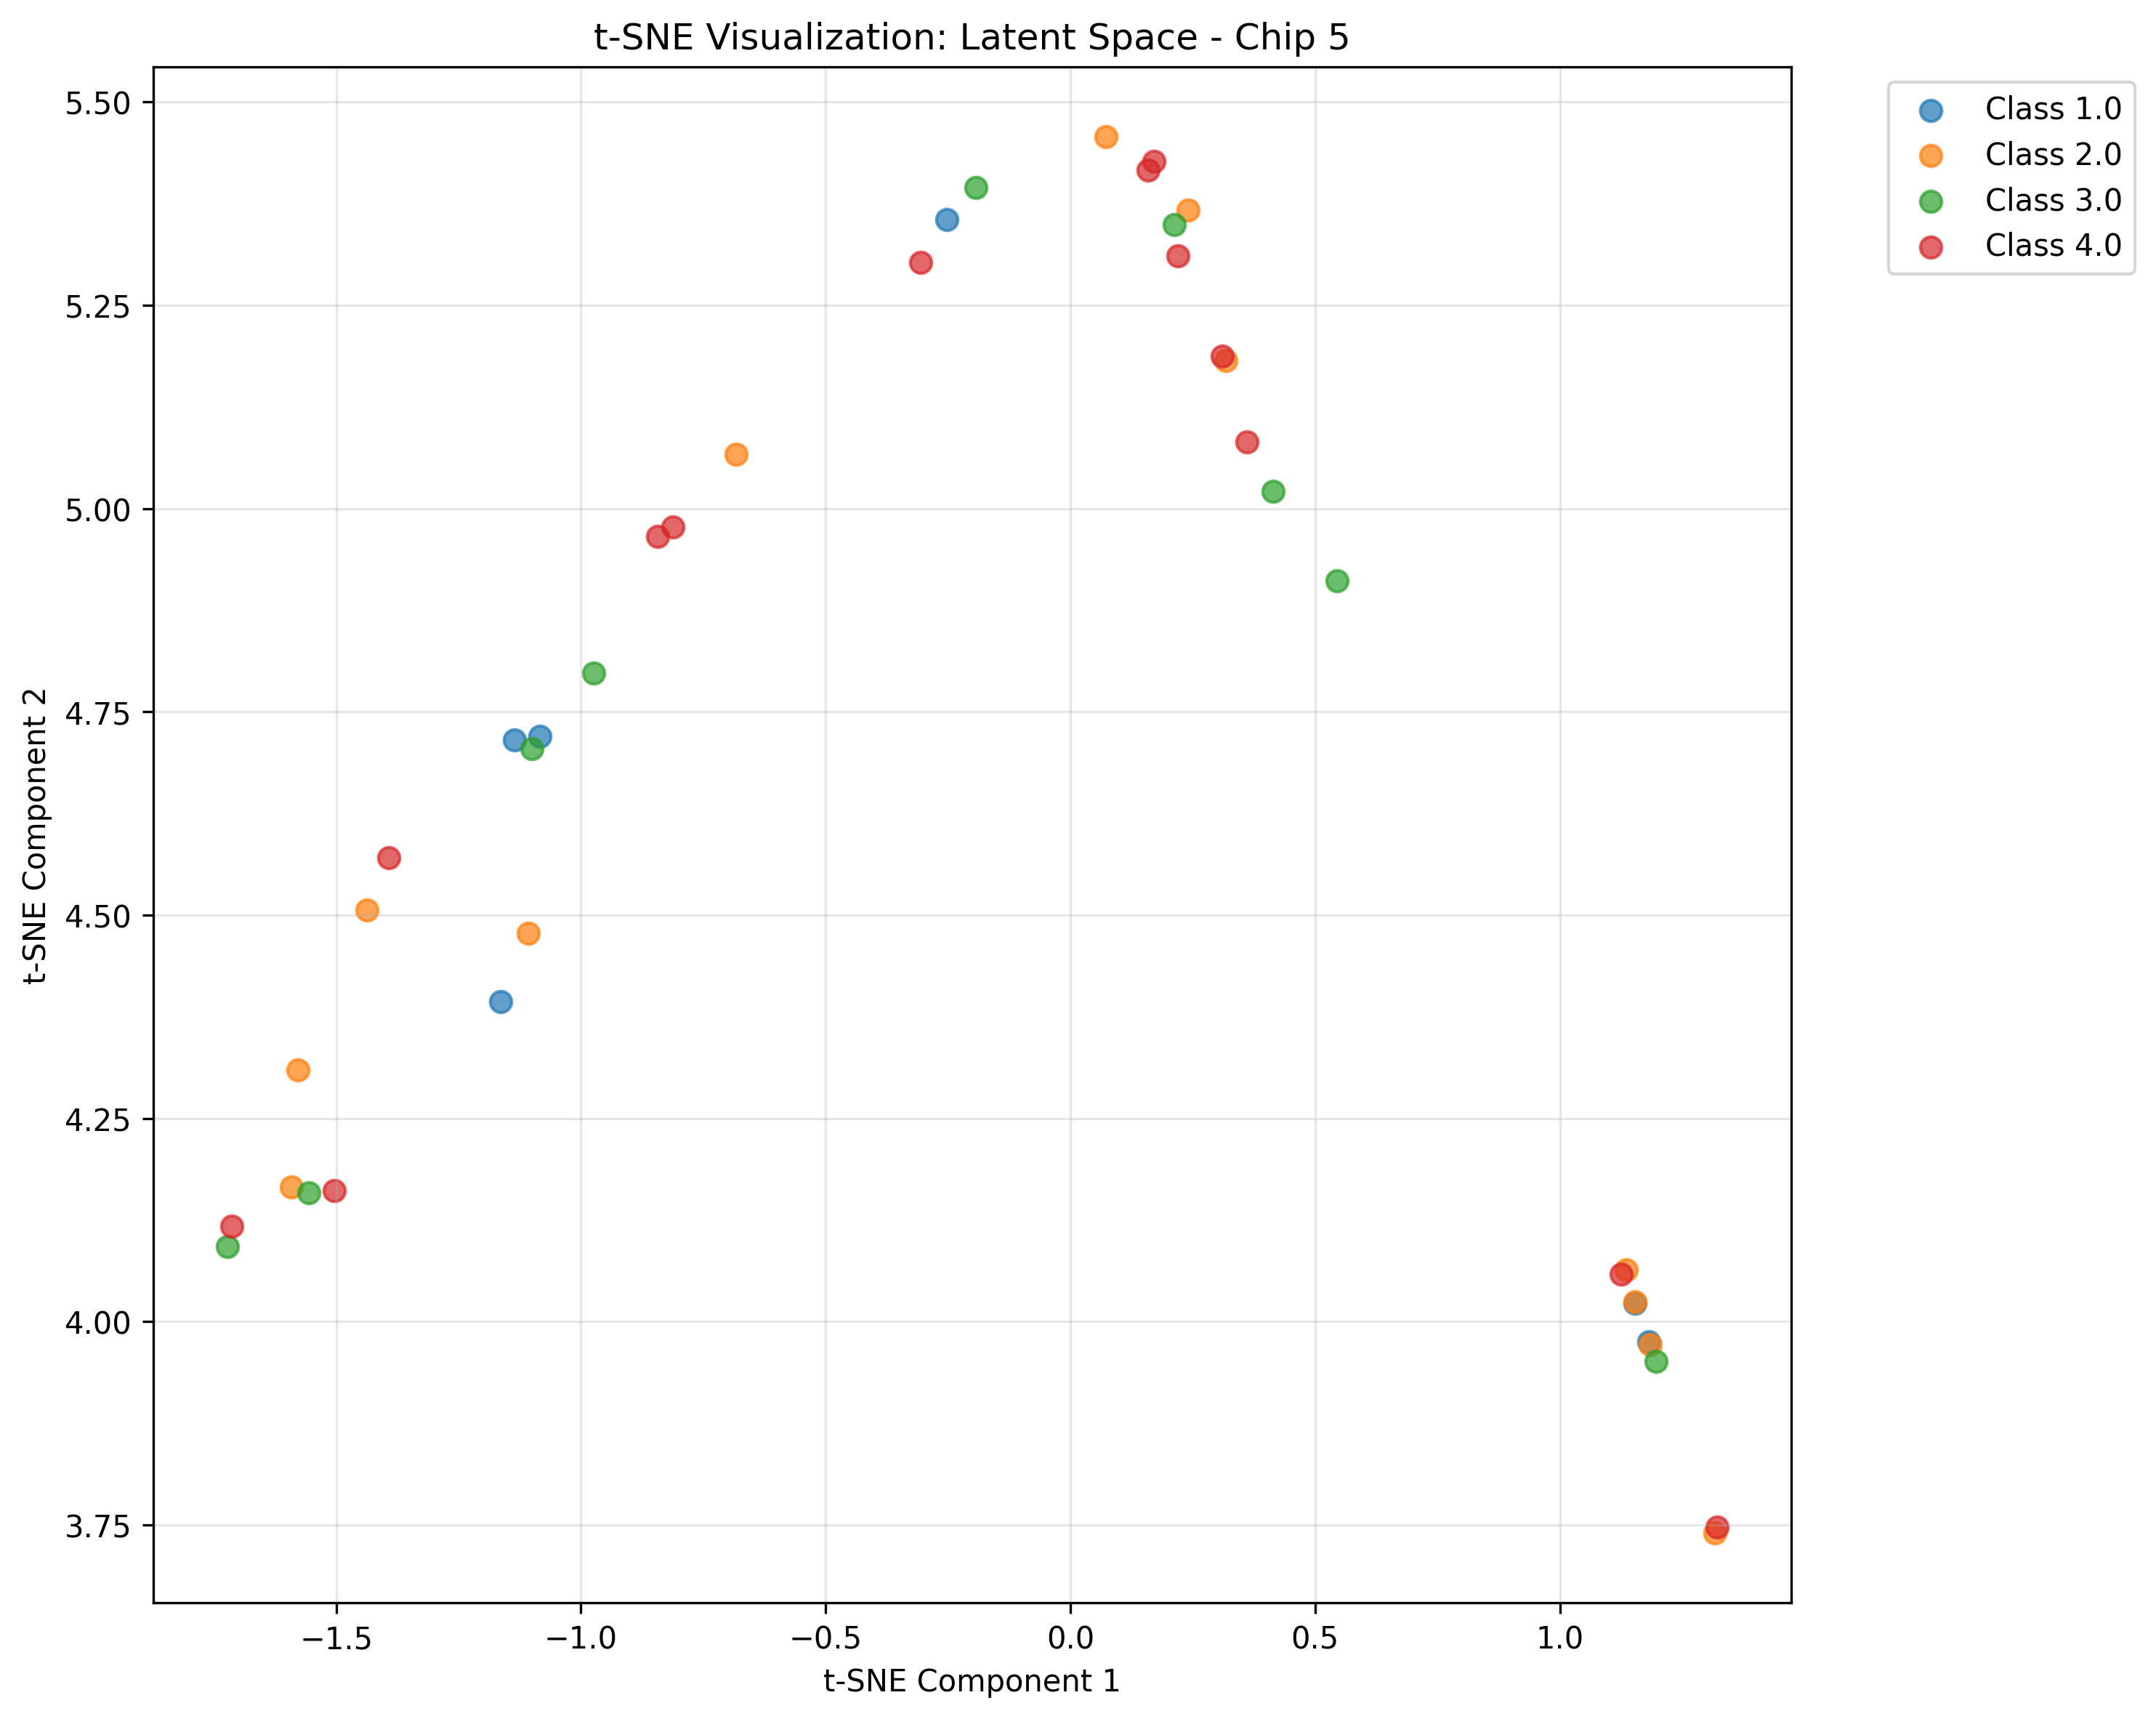 t-SNE Visualization: Latent Space - Chip 5
Class 1.0
Class 2.0
Class 3.0
Class 4.0
t-SNE Component 2
5.50
5.25
5.00
4.75
4.50
4.25
4.00
3.75
−1.5
−1.0
−0.5
0.0
0.5
1.0
t-SNE Component 1